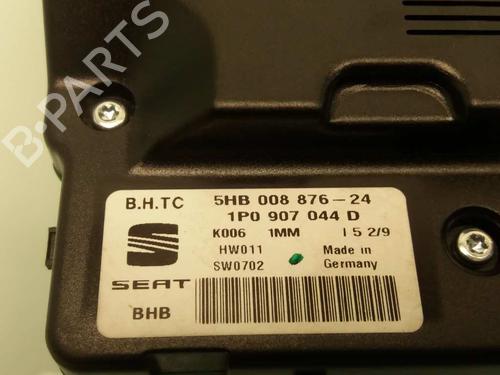 B-PARTS
B.H.TC 5HB 008 876-24
1P0 907 044 D
K006 1MM I 5 2/9
HW011 Made in
SW0702 Germany
SEAT
BHB